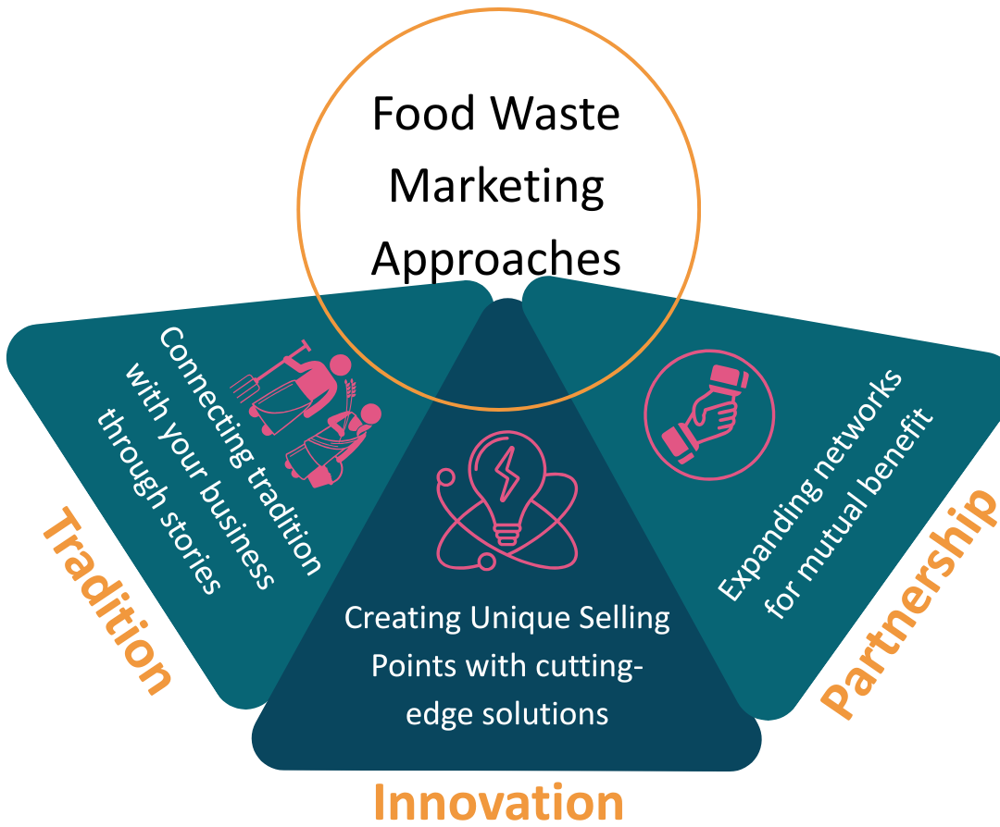 Food Waste
Marketing
Approaches
Connecting tradition
with your business
through stories
Tradition
Creating Unique Selling
Points with cutting-
edge solutions
Innovation
Expanding networks
for mutual benefit
Partnership